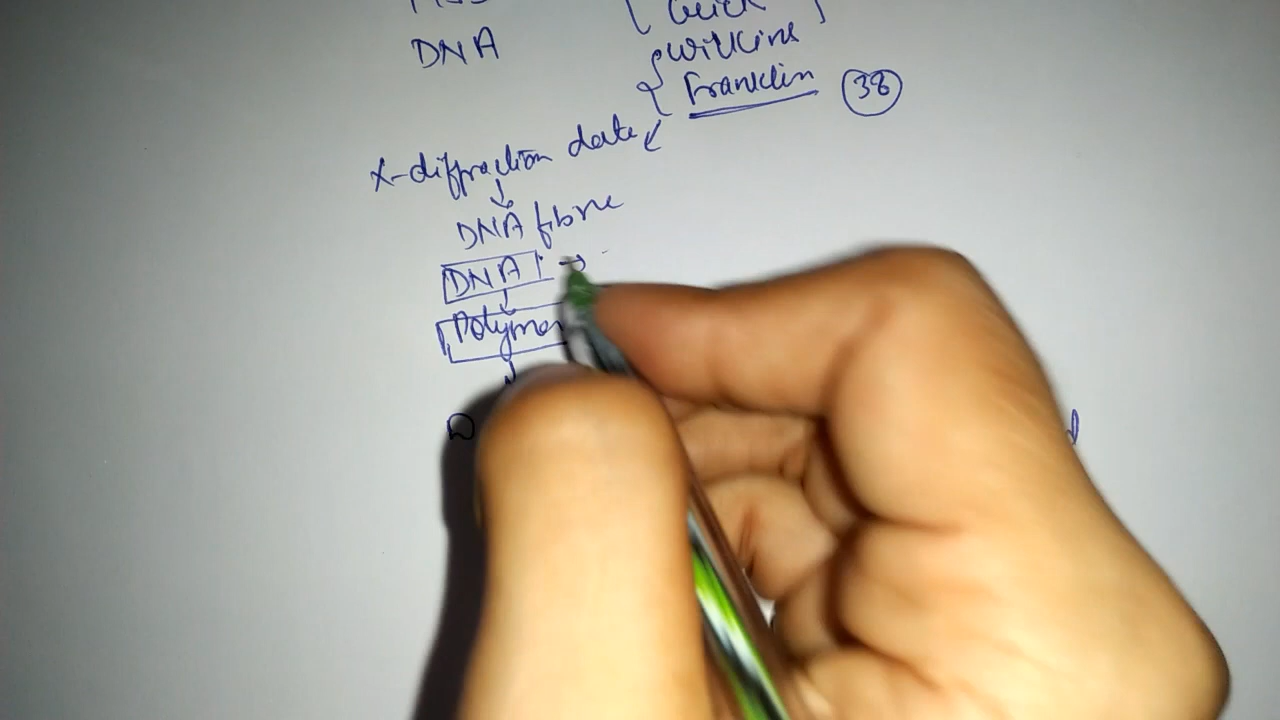 Crick
DNA { Wilkins
Franklin 38
X-diffraction data
DNA fibre
DNA →
Polymer
D